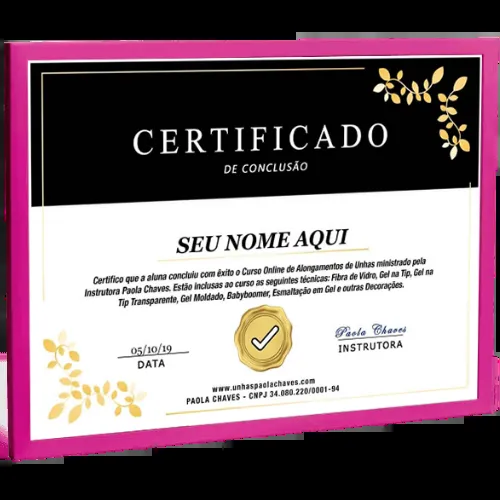 CERTIFICADO
DE CONCLUSÃO
SEU NOME AQUI
Certifico que a aluna concluiu com êxito o Curso Online de Alongamentos de Unhas ministrado pela
Instrutora Paola Chaves. Estão inclusas ao curso as seguintes técnicas: Fibra de Vidro, Gel na Tip, Gel na
Tip Transparente, Gel Moldado, Babyboomer, Esmaltação em Gel e outras Decorações.
05/10/19
DATA
Paola Chaves
INSTRUTORA
www.unhaspaolachaves.com
PAOLA CHAVES - CNPJ 34.080.220/0001-94